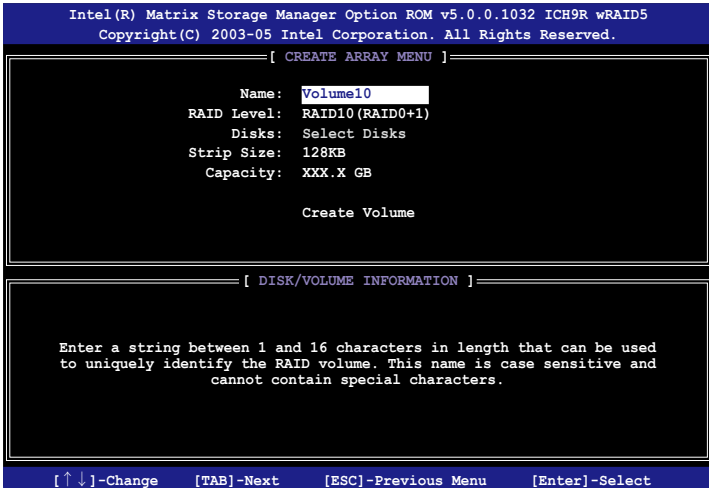 Intel(R) Matrix Storage Manager Option ROM v5.0.0.1032 ICH9R wRAID5
Copyright(C) 2003-05 Intel Corporation. All Rights Reserved.
[ CREATE ARRAY MENU ]
Name: Volume10
RAID Level: RAID10(RAID0+1)
Disks: Select Disks
Strip Size: 128KB
Capacity: XXX.X GB
Create Volume
[ DISK/VOLUME INFORMATION ]
Enter a string between 1 and 16 characters in length that can be used
to uniquely identify the RAID volume. This name is case sensitive and
cannot contain special characters.
[↑↓]-Change [TAB]-Next [ESC]-Previous Menu [Enter]-Select